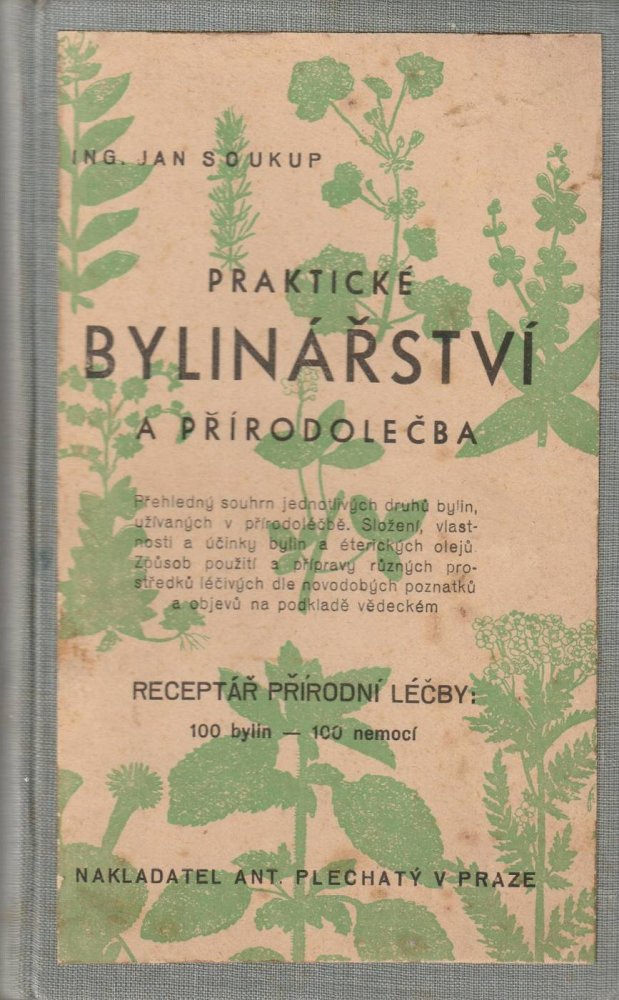 ING. JAN SOUKUP
PRAKTICKÉ
BYLINÁŘSTVÍ
A PŘÍRODOLEČBA
Přehledný souhrn jednotlivých druhů bylin,
užívaných v přírodoléčbě. Složení, vlast-
nosti a účinky bylin a éterických olejů.
Způsob použití a přípravy různých pro-
středků léčivých dle novodobých poznatků
a objevů na podkladě vědeckém
RECEPTÁŘ PŘÍRODNÍ LÉČBY:
100 bylin — 100 nemocí
NAKLADATEL ANT. PLECHATÝ V PRAZE